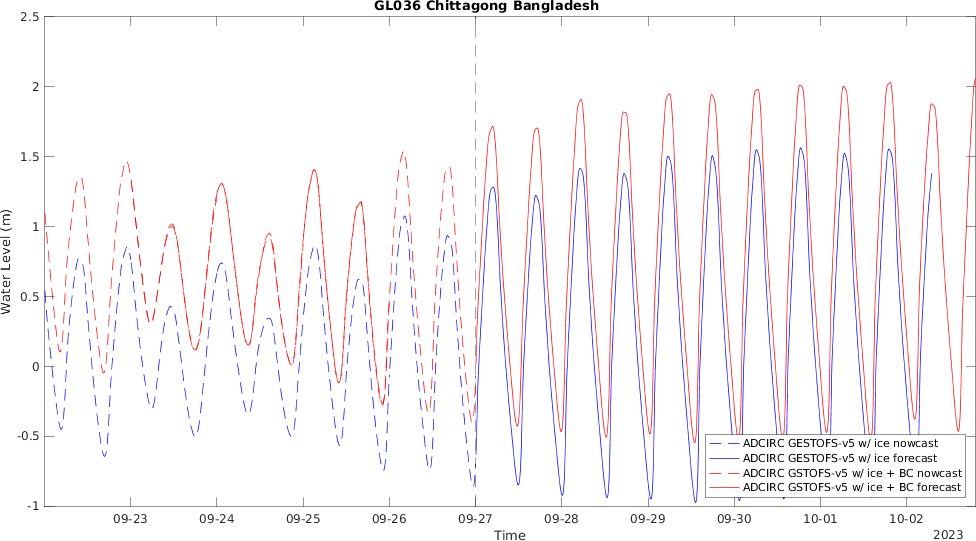 GL036 Chittagong Bangladesh
2.5
2
1.5
1
0.5
0
-0.5
-1
Water Level (m)
ADCIRC GESTOFS-v5 w/ ice nowcast
ADCIRC GESTOFS-v5 w/ ice forecast
ADCIRC GSTOFS-v5 w/ ice + BC nowcast
ADCIRC GSTOFS-v5 w/ ice + BC forecast
09-23 09-24 09-25 09-26 09-27 09-28 09-29 09-30 10-01 10-02
Time
2023